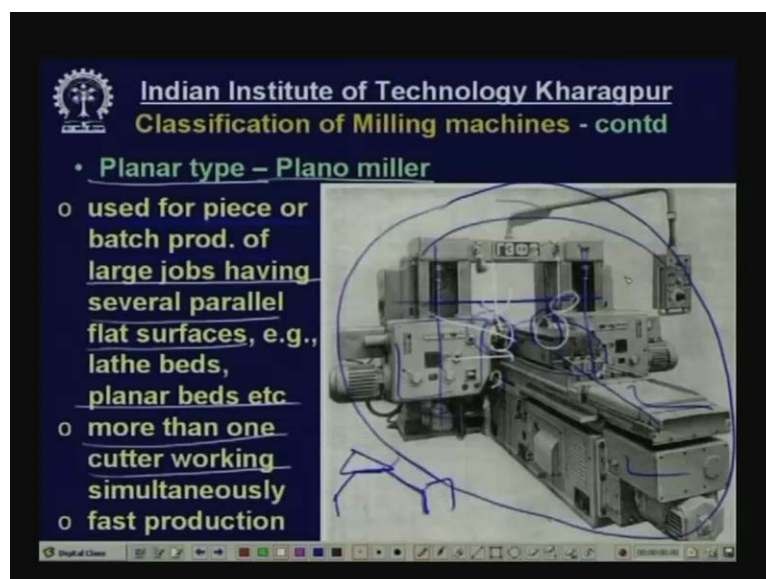 Indian Institute of Technology Kharagpur
Classification of Milling machines - contd
• Planar type – Plano miller
o used for piece or
batch prod. of
large jobs having
several parallel
flat surfaces, e.g.,
lathe beds,
planar beds etc
o more than one
cutter working
simultaneously
o fast production
Digital Class